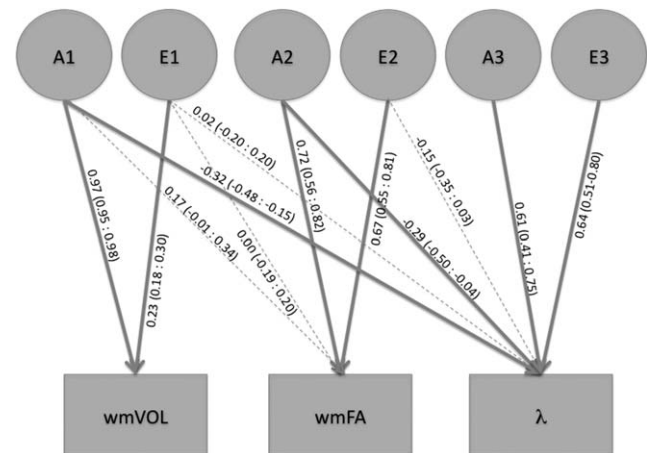 A1 E1 A2 E2 A3 E3
0.97 (0.95 : 0.98)
0.23 (0.18 : 0.30)
0.17 (-0.01 : 0.34)
-0.32 (-0.48 : -0.15)
0.02 (-0.20 : 0.20)
0.00 (-0.19 : 0.20)
0.72 (0.56 : 0.82)
0.67 (0.55 : 0.81)
-0.29 (-0.50 : -0.04)
-0.15 (-0.35 : 0.03)
0.61 (0.41 : 0.75)
0.64 (0.51-0.80)
wmVOL wmFA λ